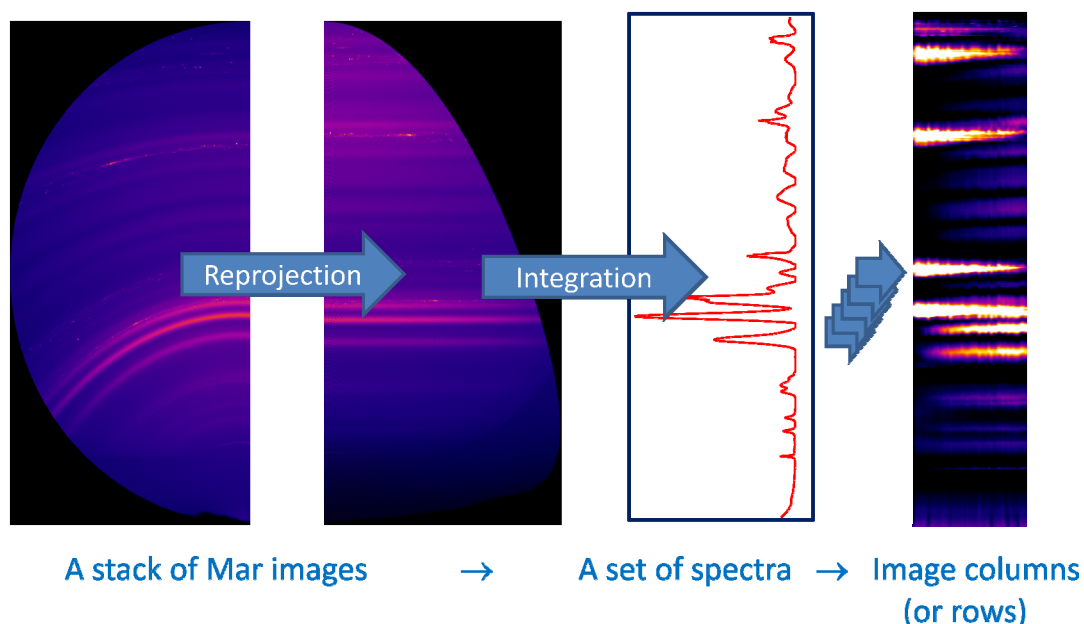 Reprojection
Integration
A stack of Mar images → A set of spectra → Image columns
(or rows)